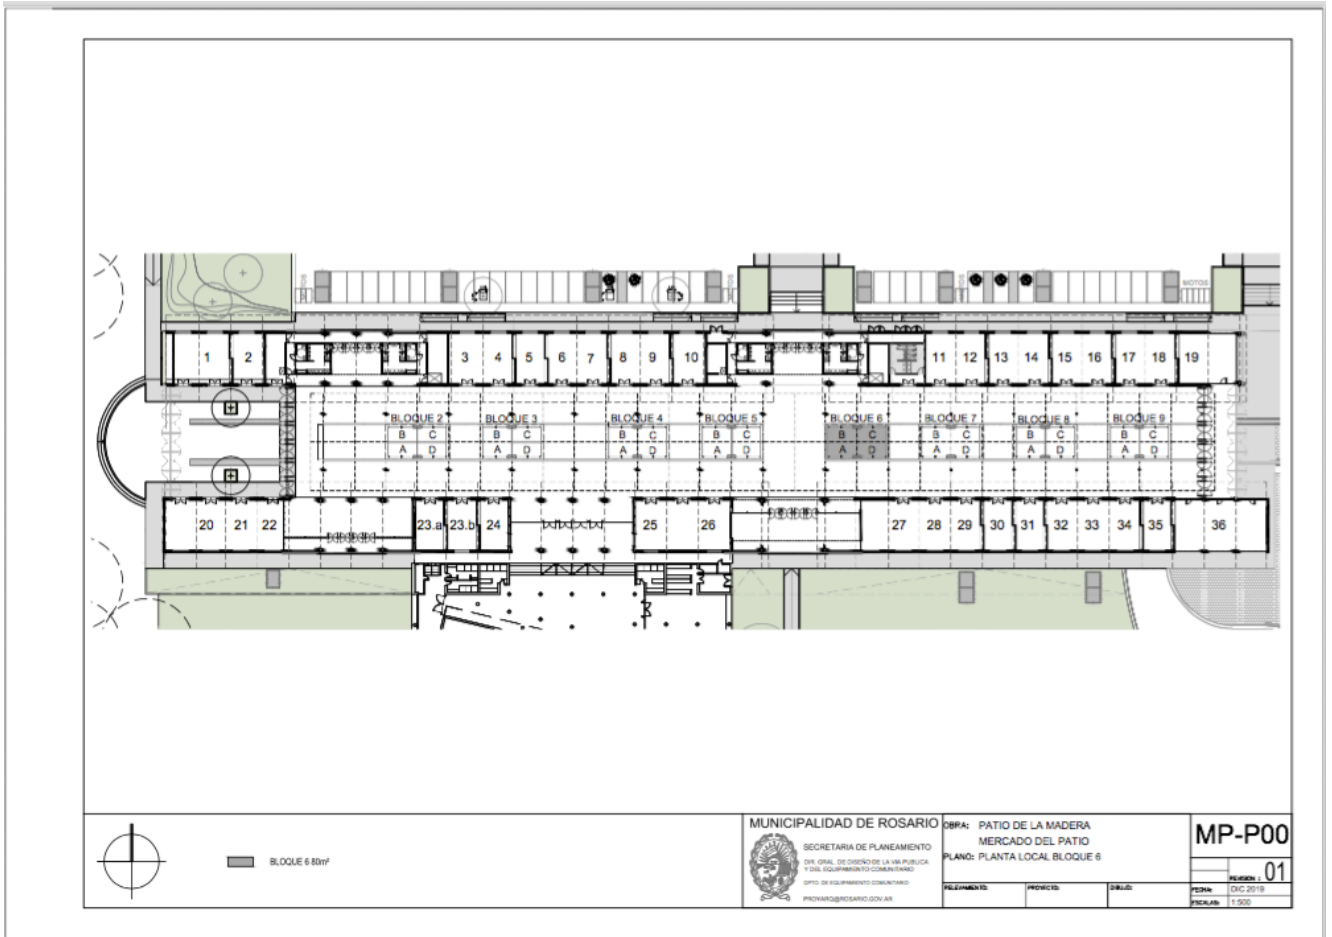 MOTOS
MOTOS
MOTOS
MOTOS
1 2 3 4 5 6 7 8 9 10 11 12 13 14 15 16 17 18 19
BLOQUE 2 BLOQUE 3 BLOQUE 4 BLOQUE 5 BLOQUE 6 BLOQUE 7 BLOQUE 8 BLOQUE 9
B C B C B C B C B C B C B C B C
A D A D A D A D A D A D A D A D
20 21 22 23.a 23.b 24 25 26 27 28 29 30 31 32 33 34 35 36
BLOQUE 6 80m²
MUNICIPALIDAD DE ROSARIO
SECRETARIA DE PLANEAMIENTO
DIR. GRAL. DE DISEÑO DE LA VIA PUBLICA
Y DEL EQUIPAMIENTO COMUNITARIO
DPTO. DE EQUIPAMIENTO COMUNITARIO
PROYARQ@ROSARIO.GOV.AR
OBRA: PATIO DE LA MADERA
MERCADO DEL PATIO
PLANO: PLANTA LOCAL BLOQUE 6
RELEVAMIENTO: PROYECTO: DIBUJO:
MP-P00
REVISION : 01
FECHA: DIC 2019
ESCALAS: 1:500